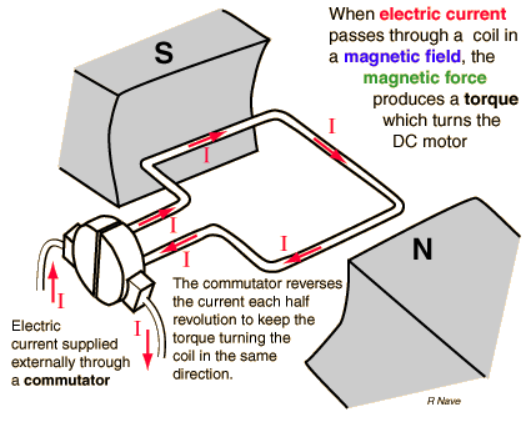 When electric current
passes through a coil in
a magnetic field, the
magnetic force
produces a torque
which turns the
DC motor
S
I
I
I
I
I
N
I
I
The commutator reverses
the current each half
revolution to keep the
torque turning the
coil in the same
direction.
Electric
current supplied
externally through
a commutator
R Nave